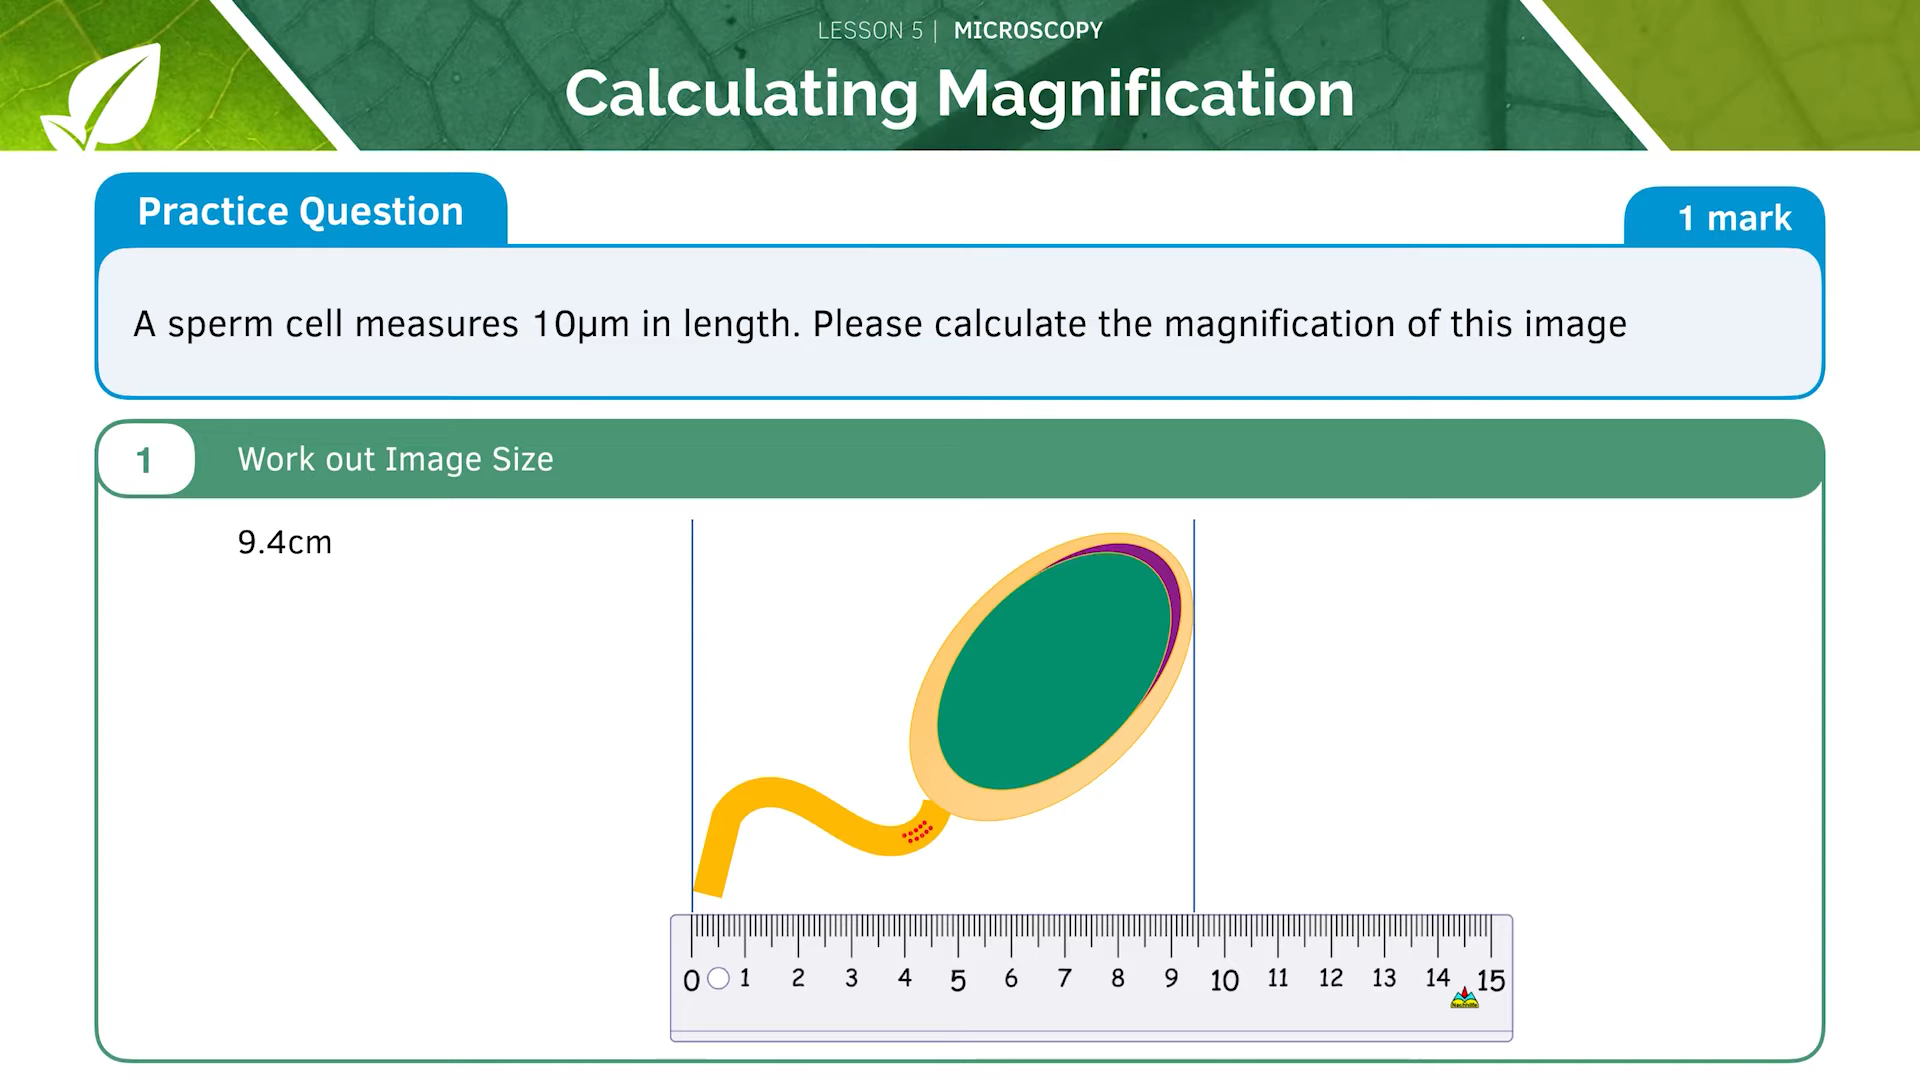 LESSON 5 | MICROSCOPY
Calculating Magnification
Practice Question
1 mark
A sperm cell measures 10µm in length. Please calculate the magnification of this image
1
Work out Image Size
9.4cm
0 1 2 3 4 5 6 7 8 9 10 11 12 13 14 15